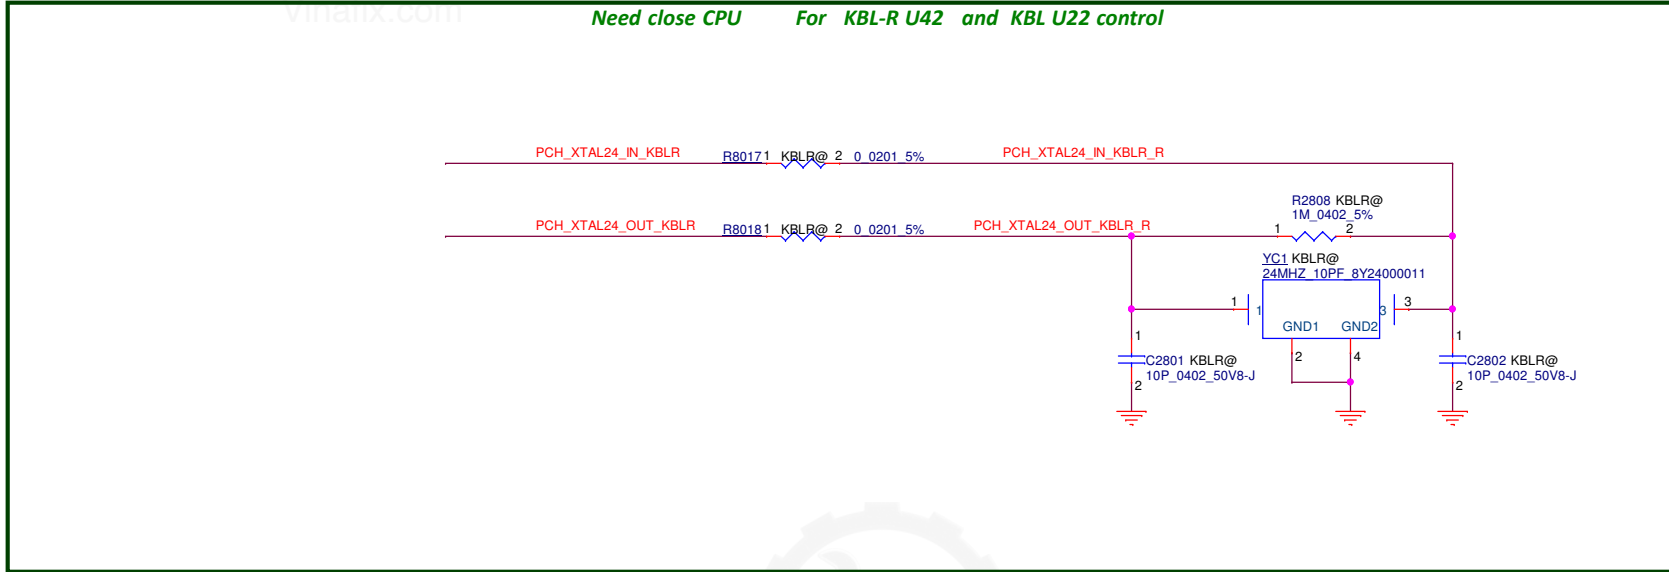 Vinafix.com
Need close CPU For KBL-R U42 and KBL U22 control
PCH_XTAL24_IN_KBLR R8017 1 KBLR@ 2 0_0201_5% PCH_XTAL24_IN_KBLR_R
R2808 KBLR@
1M_0402_5%
PCH_XTAL24_OUT_KBLR R8018 1 KBLR@ 2 0_0201_5% PCH_XTAL24_OUT_KBLR_R 1 2
YC1 KBLR@
24MHZ_10PF_8Y24000011
1 1 3 3
GND1 GND2
1 2 4 1
C2801 KBLR@ C2802 KBLR@
10P_0402_50V8-J 10P_0402_50V8-J
2 2